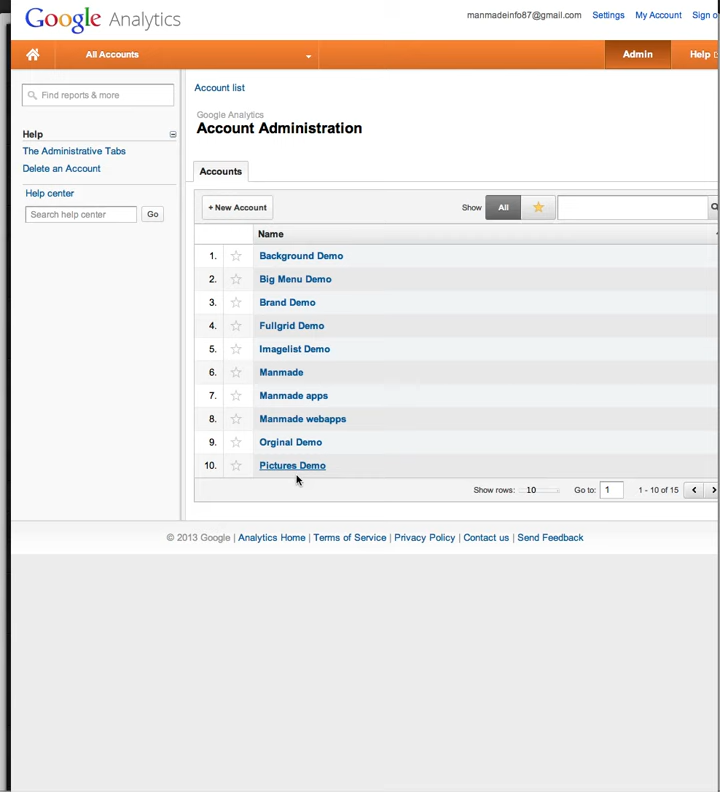 Google Analytics
manmadeinfo87@gmail.com Settings My Account Sign o
All Accounts Admin Help
Find reports & more
Help
The Administrative Tabs
Delete an Account
Help center
Search help center Go
Account list
Google Analytics
Account Administration
Accounts
+ New Account Show All
Name
1. Background Demo
2. Big Menu Demo
3. Brand Demo
4. Fullgrid Demo
5. Imagelist Demo
6. Manmade
7. Manmade apps
8. Manmade webapps
9. Orginal Demo
10. Pictures Demo
Show rows: 10 Go to: 1 1 - 10 of 15
© 2013 Google | Analytics Home | Terms of Service | Privacy Policy | Contact us | Send Feedback